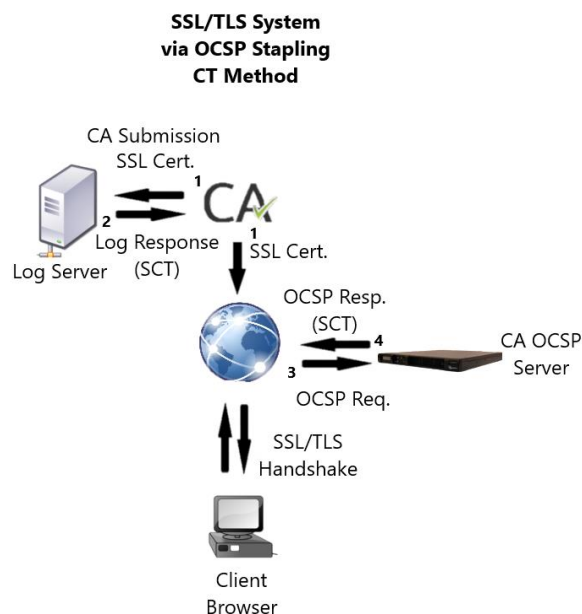 SSL/TLS System
via OCSP Stapling
CT Method
CA Submission
SSL Cert.
1
CA
2
Log Response
(SCT)
Log Server
1
SSL Cert.
OCSP Resp.
(SCT)
4
3
OCSP Req.
CA OCSP
Server
SSL/TLS
Handshake
Client
Browser